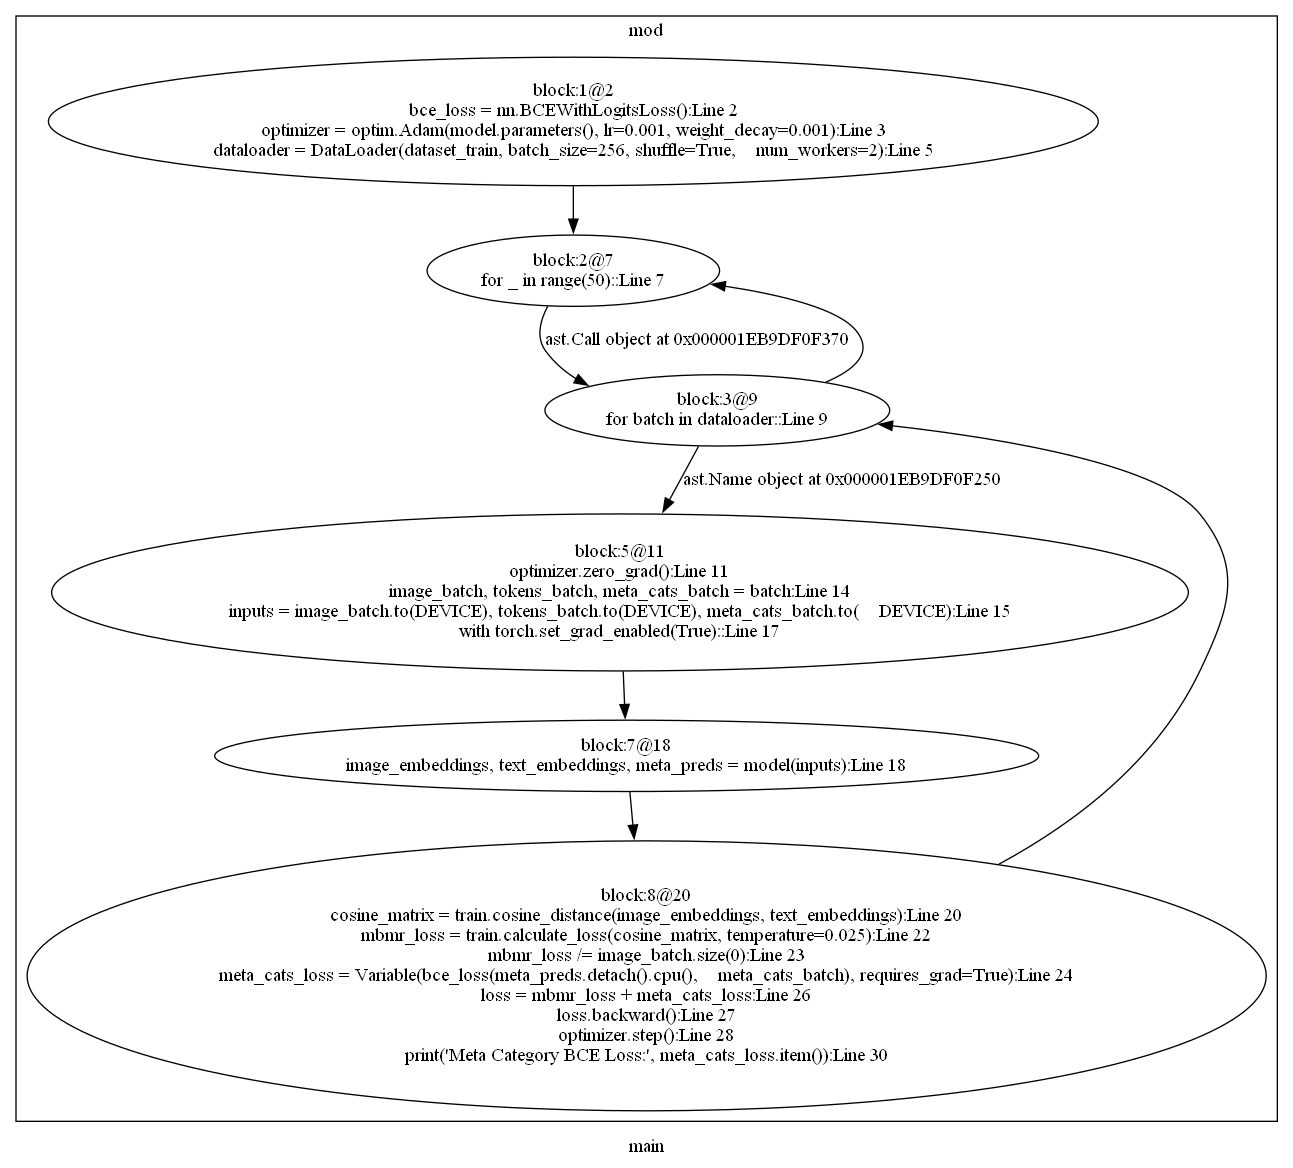 mod
block:1@2
bce_loss = nn.BCEWithLogitsLoss():Line 2
optimizer = optim.Adam(model.parameters(), lr=0.001, weight_decay=0.001):Line 3
dataloader = DataLoader(dataset_train, batch_size=256, shuffle=True,    num_workers=2):Line 5
block:2@7
for _ in range(50)::Line 7
ast.Call object at 0x000001EB9DF0F370
block:3@9
for batch in dataloader::Line 9
ast.Name object at 0x000001EB9DF0F250
block:5@11
optimizer.zero_grad():Line 11
image_batch, tokens_batch, meta_cats_batch = batch:Line 14
inputs = image_batch.to(DEVICE), tokens_batch.to(DEVICE), meta_cats_batch.to(    DEVICE):Line 15
with torch.set_grad_enabled(True)::Line 17
block:7@18
image_embeddings, text_embeddings, meta_preds = model(inputs):Line 18
block:8@20
cosine_matrix = train.cosine_distance(image_embeddings, text_embeddings):Line 20
mbmr_loss = train.calculate_loss(cosine_matrix, temperature=0.025):Line 22
mbmr_loss /= image_batch.size(0):Line 23
meta_cats_loss = Variable(bce_loss(meta_preds.detach().cpu(),    meta_cats_batch), requires_grad=True):Line 24
loss = mbmr_loss + meta_cats_loss:Line 26
loss.backward():Line 27
optimizer.step():Line 28
print('Meta Category BCE Loss:', meta_cats_loss.item()):Line 30
main